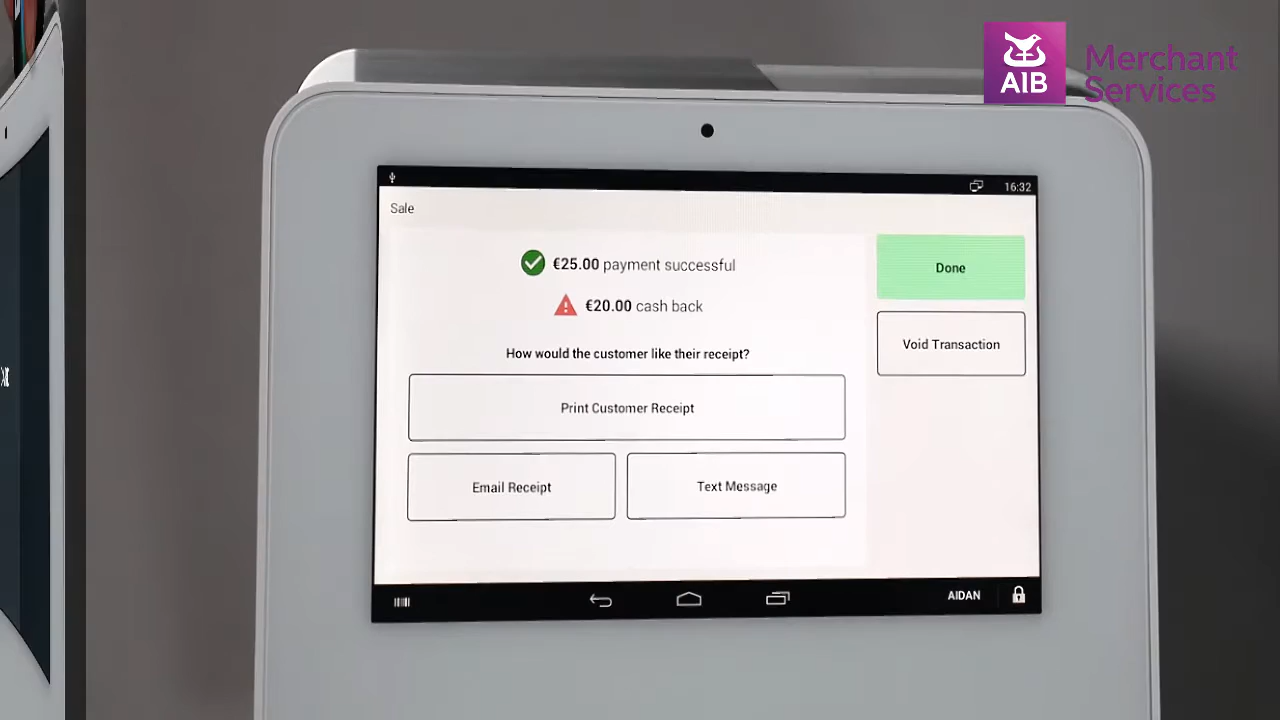 AIB
Merchant
Services
16:32
Sale
€25.00 payment successful
€20.00 cash back
How would the customer like their receipt?
Print Customer Receipt
Email Receipt
Text Message
Done
Void Transaction
AIDAN